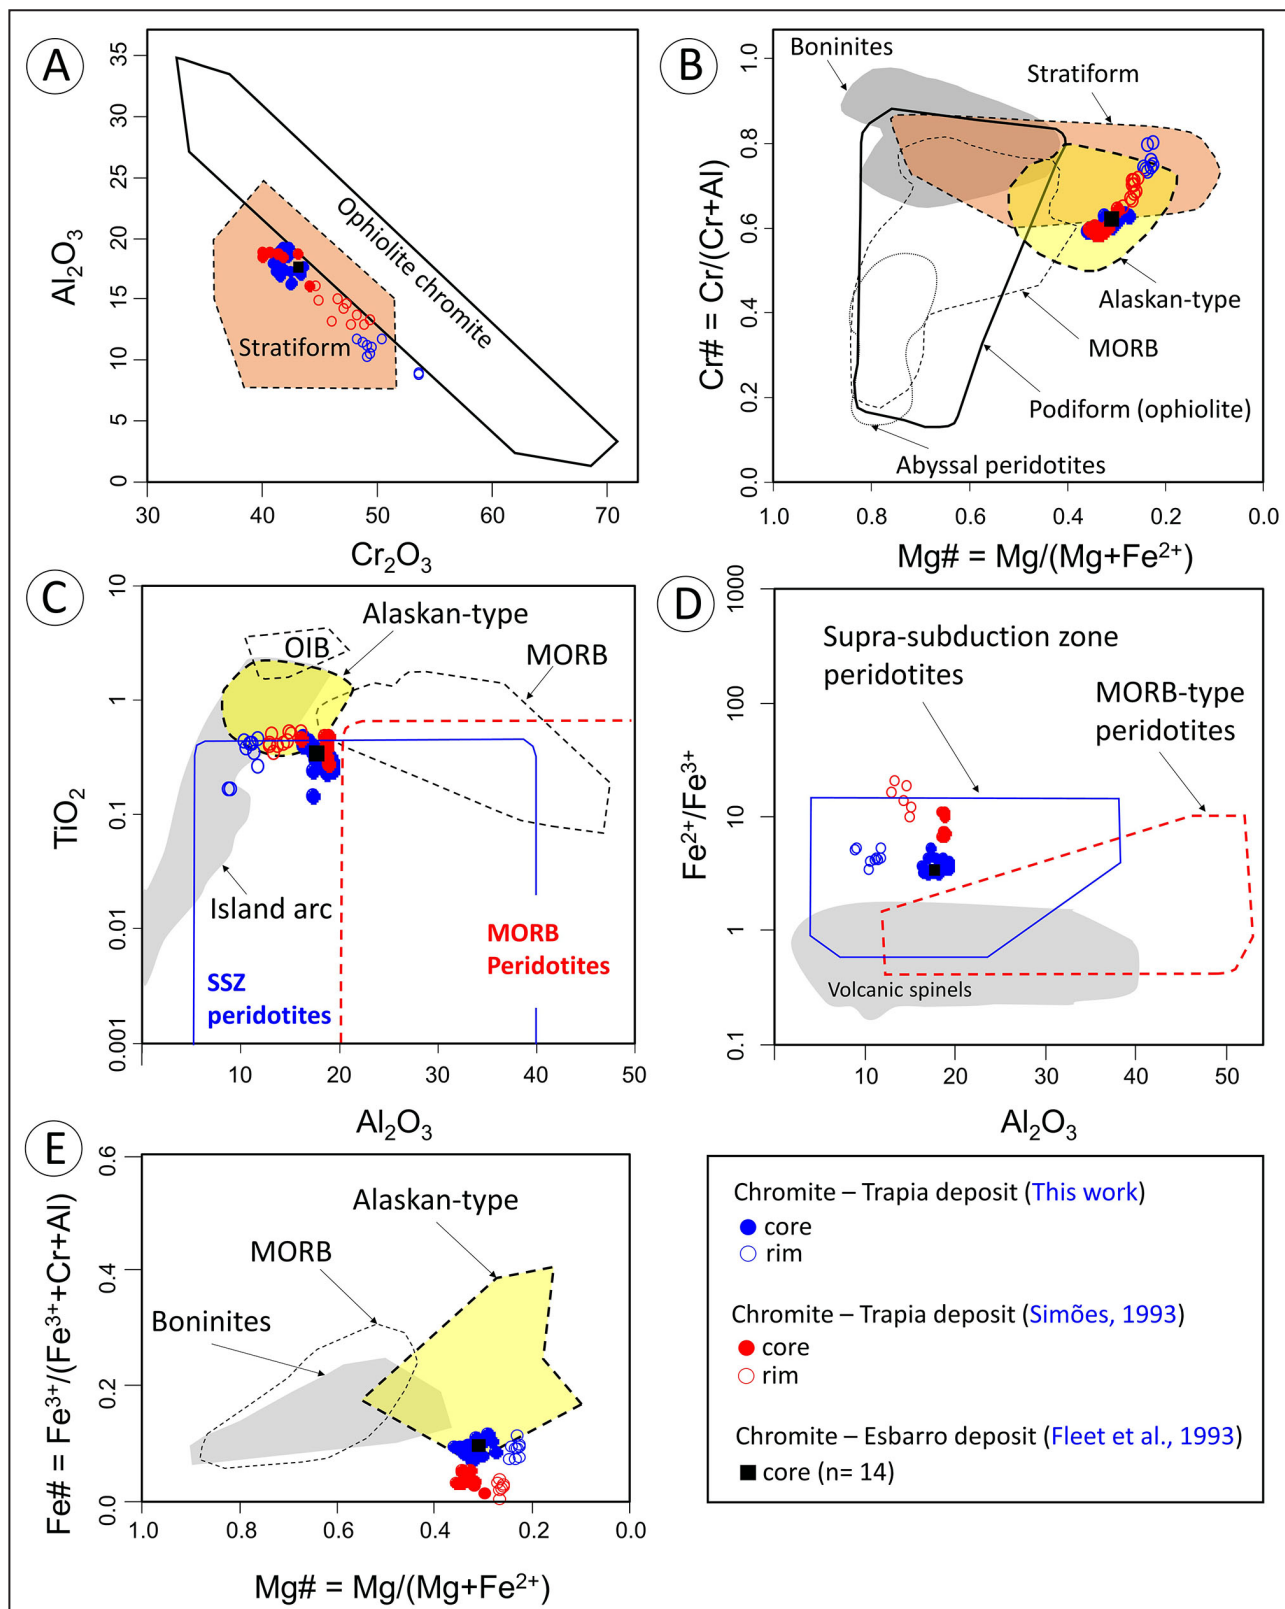 A
Al₂O₃
35
30
25
20
15
10
5
0
Ophiolite chromite
Stratiform
30 40 50 60 70
Cr₂O₃
B
Cr# = Cr/(Cr+Al)
1.0
0.8
0.6
0.4
0.2
0.0
Boninites
Stratiform
Alaskan-type
MORB
Podiform (ophiolite)
Abyssal peridotites
1.0 0.8 0.6 0.4 0.2 0.0
Mg# = Mg/(Mg+Fe²⁺)
C
TiO₂
10
1
0.1
0.01
0.001
Alaskan-type
OIB
MORB
Island arc
SSZ
peridotites
MORB
Peridotites
10 20 30 40 50
Al₂O₃
D
Fe²⁺/Fe³⁺
1000
100
10
1
0.1
Supra-subduction zone
peridotites
MORB-type
peridotites
Volcanic spinels
10 20 30 40 50
Al₂O₃
E
Fe# = Fe³⁺/(Fe³⁺+Cr+Al)
0.6
0.4
0.2
0.0
Alaskan-type
MORB
Boninites
1.0 0.8 0.6 0.4 0.2 0.0
Mg# = Mg/(Mg+Fe²⁺)
Chromite – Trapia deposit (This work)
core
rim
Chromite – Trapia deposit (Simões, 1993)
core
rim
Chromite – Esbarro deposit (Fleet et al., 1993)
core (n= 14)